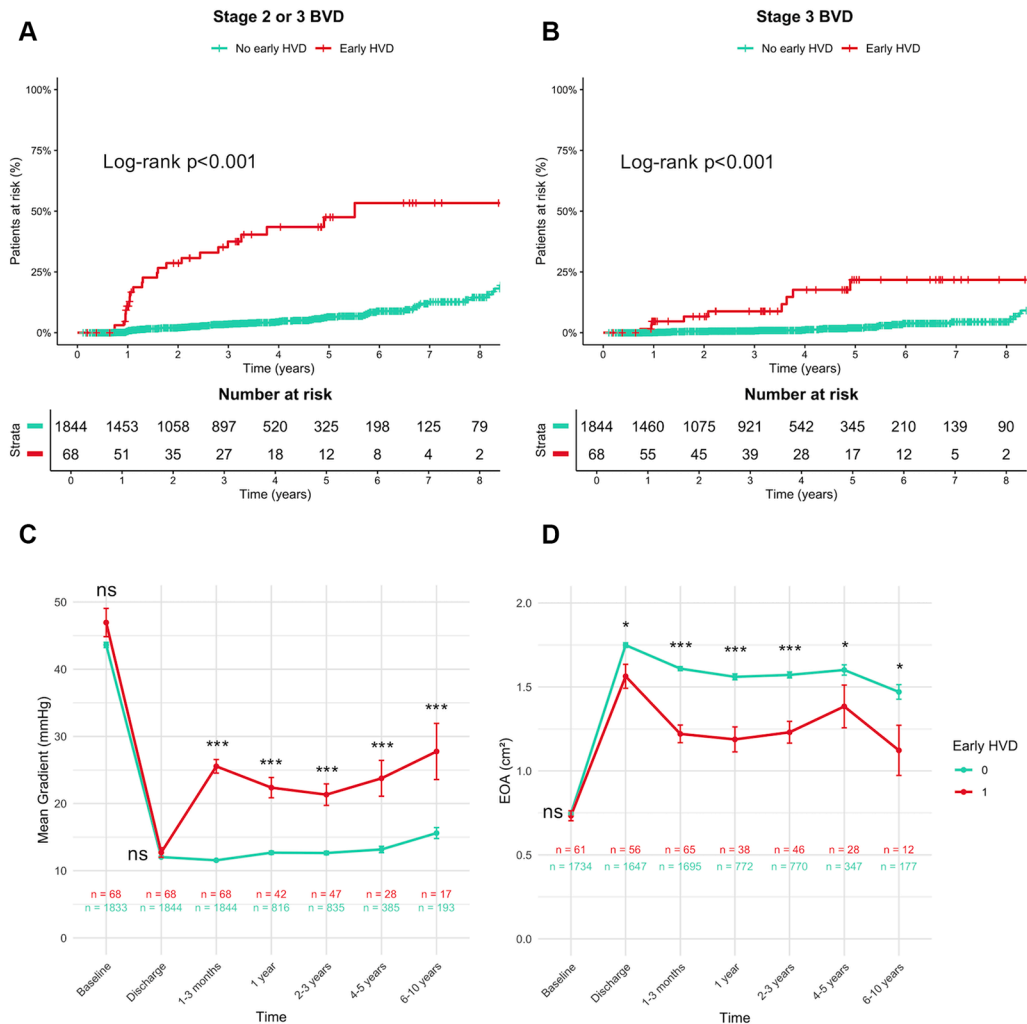 A
Stage 2 or 3 BVD
No early HVD Early HVD
100%
75%
50%
25%
0%
Patients at risk (%)
Log-rank p<0.001
0 1 2 3 4 5 6 7 8
Time (years)
Number at risk
Strata
1844 1453 1058 897 520 325 198 125 79
68 51 35 27 18 12 8 4 2
0 1 2 3 4 5 6 7 8
Time (years)
B
Stage 3 BVD
No early HVD Early HVD
100%
75%
50%
25%
0%
Patients at risk (%)
Log-rank p<0.001
0 1 2 3 4 5 6 7 8
Time (years)
Number at risk
Strata
1844 1460 1075 921 542 345 210 139 90
68 55 45 39 28 17 12 5 2
0 1 2 3 4 5 6 7 8
Time (years)
C
50
40
30
20
10
0
Mean Gradient (mmHg)
ns
ns
*** *** *** *** ***
n = 68 n = 68 n = 68 n = 42 n = 47 n = 28 n = 17
n = 1833 n = 1844 n = 1844 n = 816 n = 835 n = 385 n = 193
Baseline Discharge 1-3 months 1 year 2-3 years 4-5 years 6-10 years
Time
D
2.0
1.5
1.0
0.5
0.0
EOA (cm²)
ns
* *** *** *** * *
n = 61 n = 56 n = 65 n = 38 n = 46 n = 28 n = 12
n = 1734 n = 1647 n = 1695 n = 772 n = 770 n = 347 n = 177
Baseline Discharge 1-3 months 1 year 2-3 years 4-5 years 6-10 years
Time
Early HVD
0
1